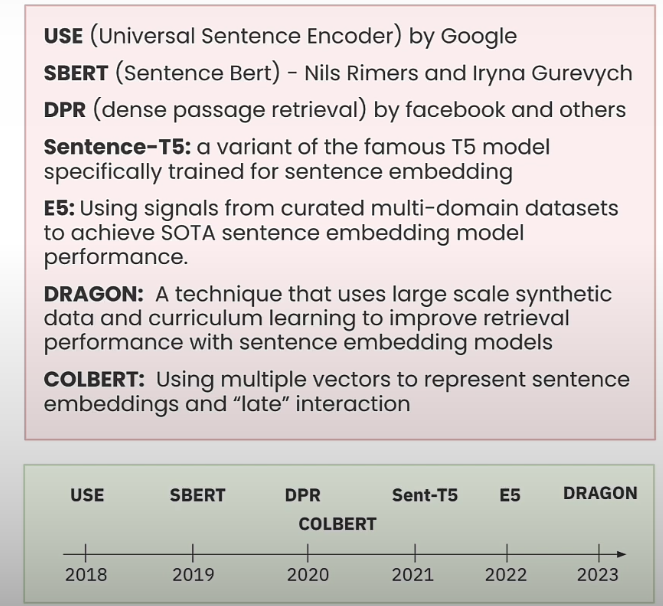 USE (Universal Sentence Encoder) by Google
SBERT (Sentence Bert) - Nils Rimers and Iryna Gurevych
DPR (dense passage retrieval) by facebook and others
Sentence-T5: a variant of the famous T5 model
specifically trained for sentence embedding
E5: Using signals from curated multi-domain datasets
to achieve SOTA sentence embedding model
performance.
DRAGON: A technique that uses large scale synthetic
data and curriculum learning to improve retrieval
performance with sentence embedding models
COLBERT: Using multiple vectors to represent sentence
embeddings and “late” interaction
USE SBERT DPR Sent-T5 E5 DRAGON
COLBERT
2018 2019 2020 2021 2022 2023